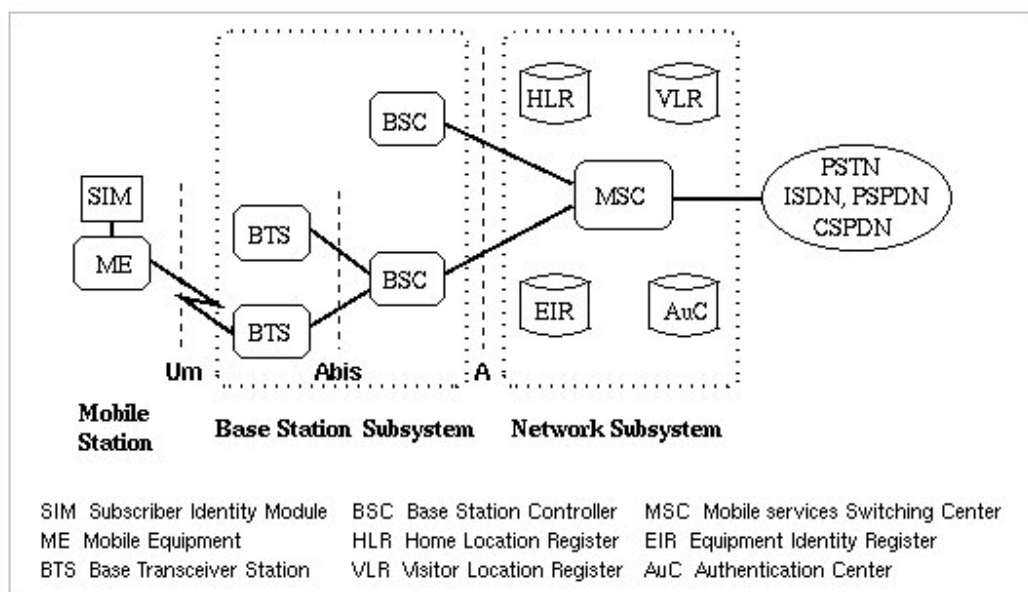 HLR
VLR
BSC
PSTN
ISDN, PSPDN
CSPDN
MSC
SIM
BTS
ME
BSC
EIR
AuC
BTS
Um
Abis
A
Mobile
Station
Base Station Subsystem
Network Subsystem
SIM Subscriber Identity Module
BSC Base Station Controller
MSC Mobile services Switching Center
ME Mobile Equipment
HLR Home Location Register
EIR Equipment Identity Register
BTS Base Transceiver Station
VLR Visitor Location Register
AuC Authentication Center